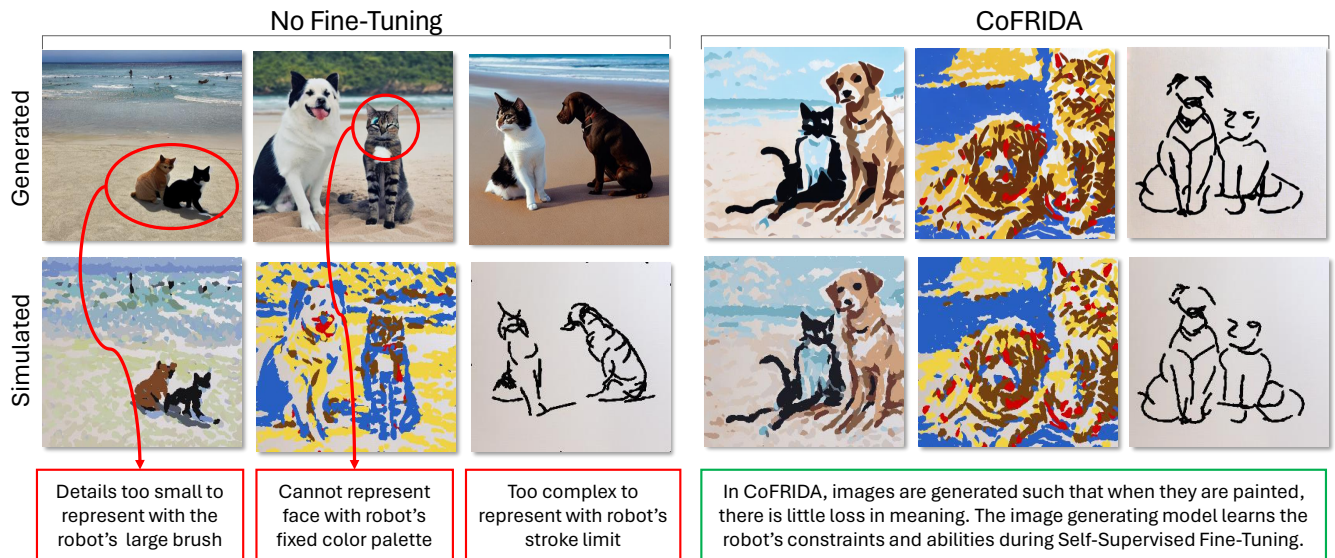 No Fine-Tuning
CoFRIDA
Generated
Simulated
Details too small to
represent with the
robot's large brush
Cannot represent
face with robot's
fixed color palette
Too complex to
represent with robot's
stroke limit
In CoFRIDA, images are generated such that when they are painted,
there is little loss in meaning. The image generating model learns the
robot's constraints and abilities during Self-Supervised Fine-Tuning.